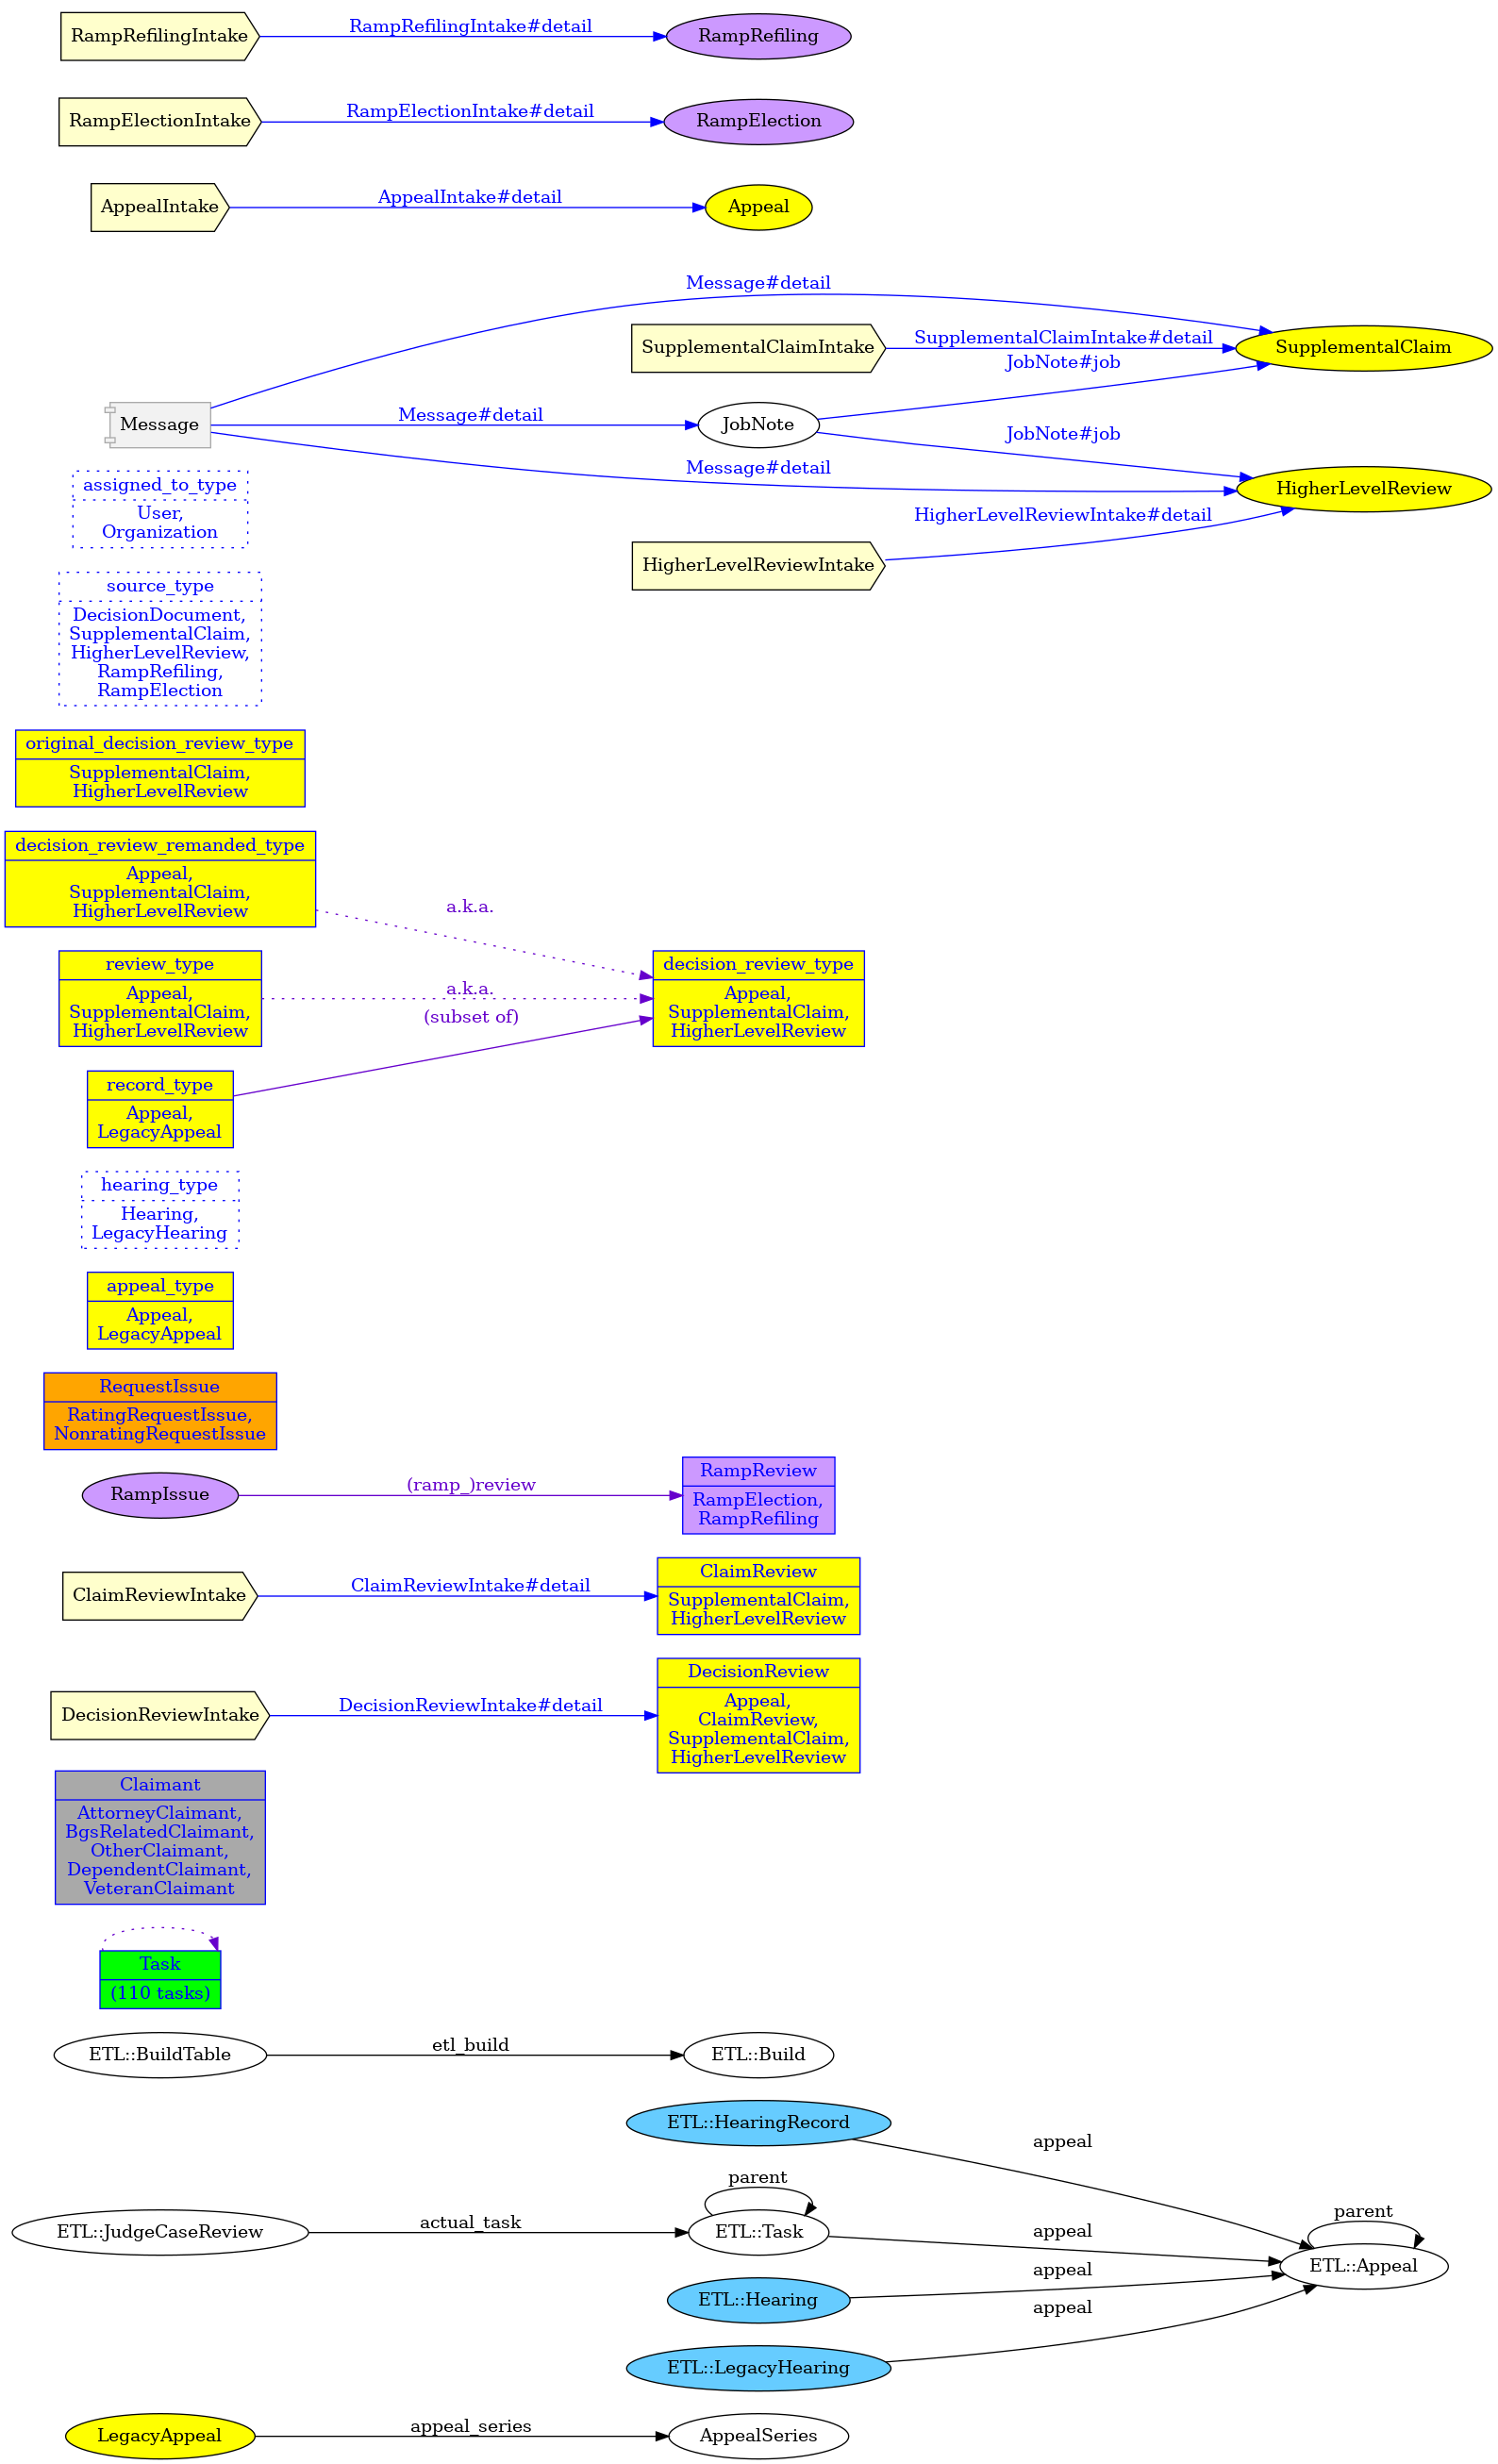 RampRefilingIntake
RampRefilingIntake#detail
RampRefiling
RampElectionIntake
RampElectionIntake#detail
RampElection
AppealIntake
AppealIntake#detail
Appeal
Message#detail
SupplementalClaimIntake
SupplementalClaimIntake#detail
SupplementalClaim
JobNote#job
Message
Message#detail
JobNote
JobNote#job
Message#detail
HigherLevelReview
HigherLevelReviewIntake#detail
HigherLevelReviewIntake
assigned_to_type
User,
Organization
source_type
DecisionDocument,
SupplementalClaim,
HigherLevelReview,
RampRefiling,
RampElection
original_decision_review_type
SupplementalClaim,
HigherLevelReview
decision_review_remanded_type
Appeal,
SupplementalClaim,
HigherLevelReview
a.k.a.
review_type
Appeal,
SupplementalClaim,
HigherLevelReview
a.k.a.
(subset of)
decision_review_type
Appeal,
SupplementalClaim,
HigherLevelReview
record_type
Appeal,
LegacyAppeal
hearing_type
Hearing,
LegacyHearing
appeal_type
Appeal,
LegacyAppeal
RequestIssue
RatingRequestIssue,
NonratingRequestIssue
RampIssue
(ramp_)review
RampReview
RampElection,
RampRefiling
ClaimReviewIntake
ClaimReviewIntake#detail
ClaimReview
SupplementalClaim,
HigherLevelReview
DecisionReviewIntake
DecisionReviewIntake#detail
DecisionReview
Appeal,
ClaimReview,
SupplementalClaim,
HigherLevelReview
Claimant
AttorneyClaimant,
BgsRelatedClaimant,
OtherClaimant,
DependentClaimant,
VeteranClaimant
Task
(110 tasks)
ETL::BuildTable
etl_build
ETL::Build
ETL::HearingRecord
appeal
ETL::JudgeCaseReview
actual_task
parent
ETL::Task
appeal
parent
ETL::Appeal
ETL::Hearing
appeal
ETL::LegacyHearing
appeal
LegacyAppeal
appeal_series
AppealSeries